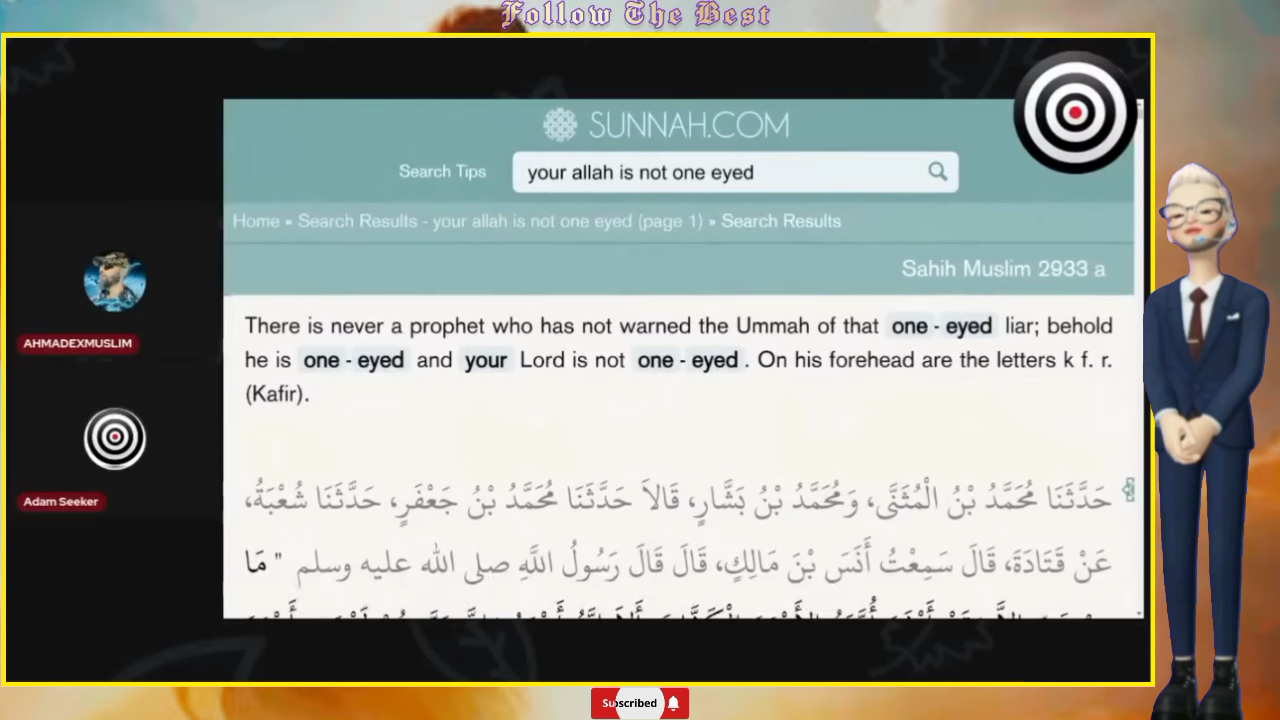 Follow The Best
SUNNAH.COM
Search Tips
your allah is not one eyed
Home » Search Results - your allah is not one eyed (page 1) » Search Results
Sahih Muslim 2933 a
There is never a prophet who has not warned the Ummah of that one - eyed liar; behold
he is one - eyed and your Lord is not one - eyed . On his forehead are the letters k f. r.
(Kafir).
AHMADEXMUSLIM
Adam Seeker
حَدَّثَنَا مُحَمَّدُ بْنُ الْمُثَنَّى، وَمُحَمَّدُ بْنُ بَشَّارٍ، قَالاَ حَدَّثَنَا مُحَمَّدُ بْنُ جَعْفَرٍ، حَدَّثَنَا شُعْبَةُ،
عَنْ قَتَادَةَ، قَالَ سَمِعْتُ أَنَسَ بْنَ مَالِكٍ، قَالَ قَالَ رَسُولُ اللَّهِ صلى الله عليه وسلم " مَا
Subscribed